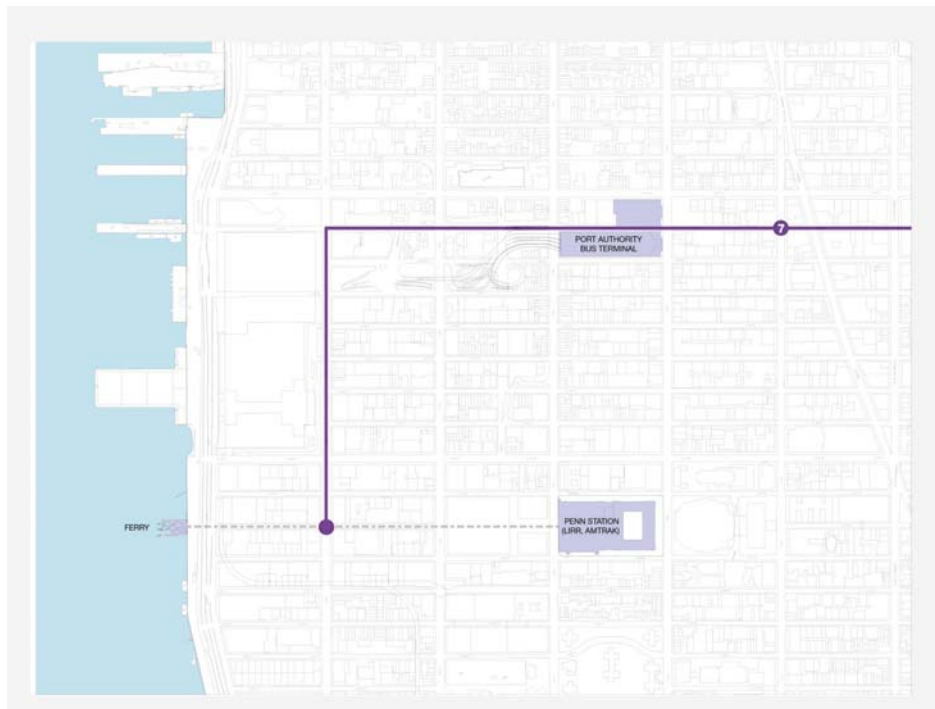 7
PORT AUTHORITY
BUS TERMINAL
FERRY
PENN STATION
(LIRR, AMTRAK)